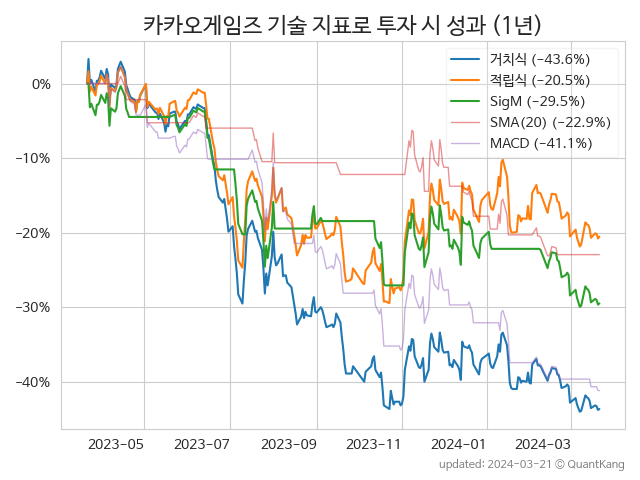 카카오게임즈 기술 지표로 투자 시 성과 (1년)
거치식 (−43.6%)
적립식 (−20.5%)
SigM (−29.5%)
SMA(20) (−22.9%)
MACD (−41.1%)
0%
−10%
−20%
−30%
−40%
2023-05
2023-07
2023-09
2023-11
2024-01
2024-03
updated: 2024-03-21 © QuantKang